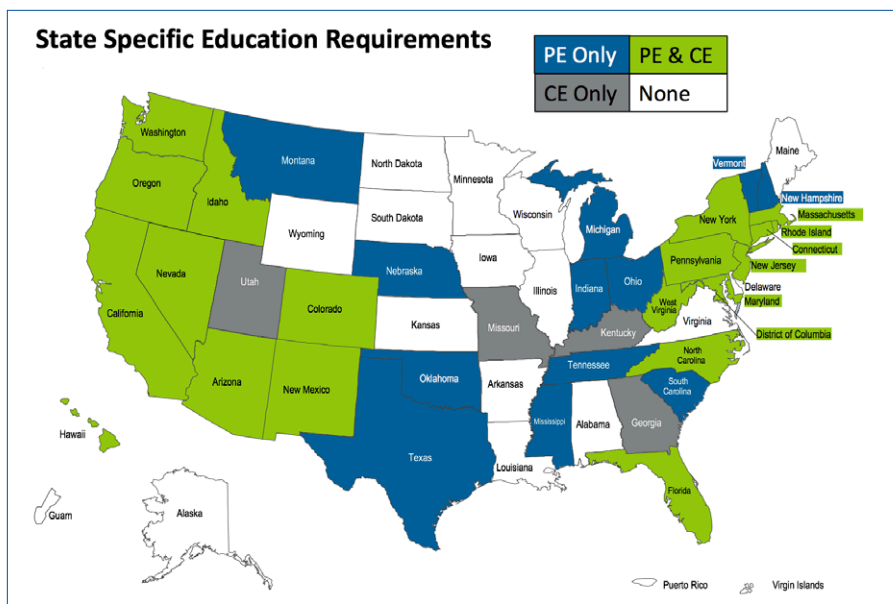 State Specific Education Requirements
PE Only
PE & CE
CE Only
None
Washington
Oregon
Idaho
Montana
North Dakota
Minnesota
Maine
Vermont
New Hampshire
Massachusetts
Rhode Island
Connecticut
New Jersey
Delaware
Maryland
District of Columbia
New York
Pennsylvania
Wisconsin
Michigan
South Dakota
Wyoming
Iowa
Nebraska
Nevada
Utah
Colorado
California
Kansas
Illinois
Indiana
Ohio
West
Virginia
Virginia
Missouri
Kentucky
North
Carolina
Tennessee
South
Carolina
Arizona
New Mexico
Oklahoma
Arkansas
Mississippi
Alabama
Georgia
Texas
Louisiana
Florida
Hawaii
Guam
Alaska
Puerto Rico
Virgin Islands